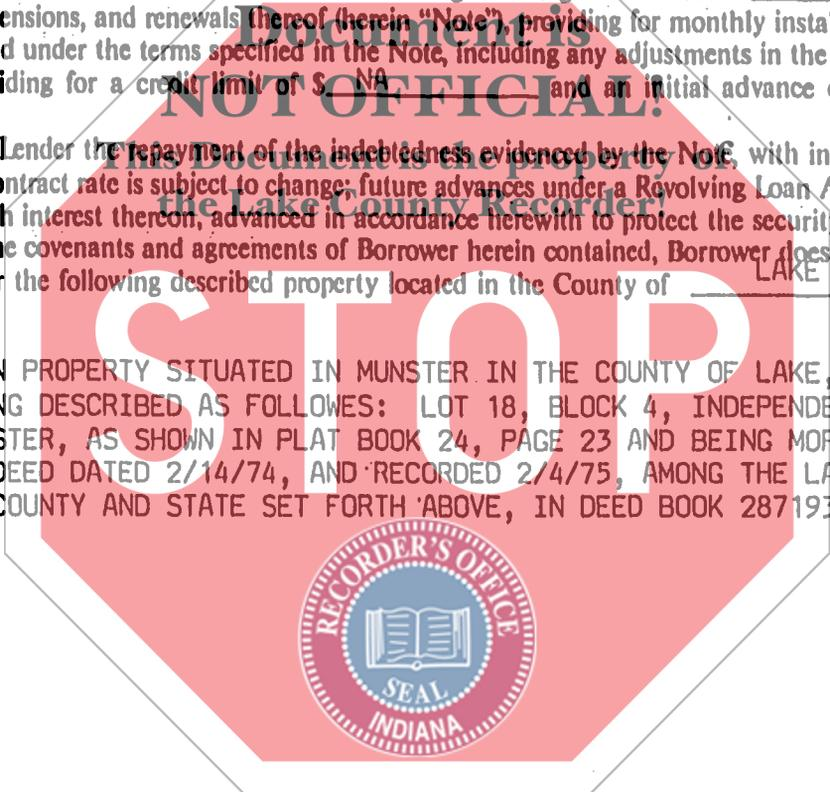 Document is
ensions, and renewals thereof (herein “Note”), providing for monthly insta
d under the terms specified in the Note, including any adjustments in the
iding for a credit limit of $ NA and an initial advance
NOT OFFICIAL!
Lender the repayment of the indebtedness evidenced by the Note, with in
This Document is the property of
ontract rate is subject to change, future advances under a Revolving Loan A
the Lake County Recorder!
h interest thereon, advanced in accordance herewith to protect the securit
e covenants and agreements of Borrower herein contained, Borrower does
r the following described property located in the County of LAKE
STOP
N PROPERTY SITUATED IN MUNSTER IN THE COUNTY OF LAKE,
NG DESCRIBED AS FOLLOWES: LOT 18, BLOCK 4, INDEPENDE
STER, AS SHOWN IN PLAT BOOK 24, PAGE 23 AND BEING MOR
DEED DATED 2/14/74, AND RECORDED 2/4/75, AMONG THE LA
COUNTY AND STATE SET FORTH ABOVE, IN DEED BOOK 287193
RECORDER'S OFFICE
SEAL
INDIANA